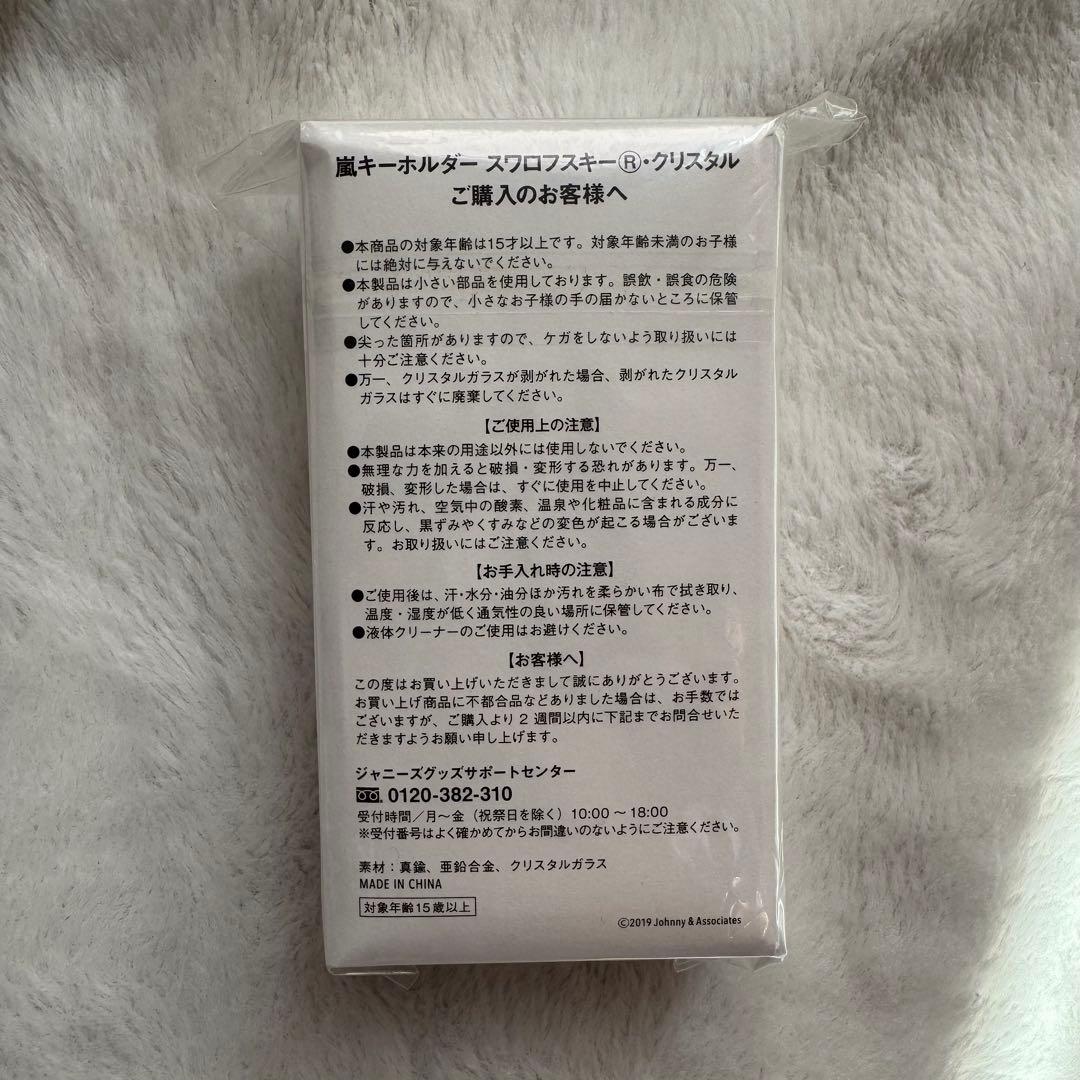 嵐キーホルダー スワロフスキーⓇ・クリスタル
ご購入のお客様へ
●本商品の対象年齢は15才以上です。対象年齢未満のお子様
には絶対に与えないでください。
●本製品は小さい部品を使用しております。誤飲・誤食の危険
がありますので、小さなお子様の手の届かないところに保管
してください。
●尖った箇所がありますので、ケガをしないよう取り扱いには
十分ご注意ください。
●万一、クリスタルガラスが剥がれた場合、剥がれたクリスタル
ガラスはすぐに廃棄してください。
【ご使用上の注意】
●本製品は本来の用途以外には使用しないでください。
●無理な力を加えると破損・変形する恐れがあります。万一、
破損、変形した場合は、すぐに使用を中止してください。
●汗や汚れ、空気中の酸素、温泉や化粧品に含まれる成分に
反応し、黒ずみやくすみなどの変色が起こる場合がございま
す。お取り扱いにはご注意ください。
【お手入れ時の注意】
●ご使用後は、汗・水分・油分ほか汚れを柔らかい布で拭き取り、
温度・湿度が低く通気性の良い場所に保管してください。
●液体クリーナーのご使用はお避けください。
【お客様へ】
この度はお買い上げいただきまして誠にありがとうございます。
お買い上げ商品に不都合品などありました場合は、お手数では
ございますが、ご購入より2週間以内に下記までお問合せいた
だきますようお願い申し上げます。
ジャニーズグッズサポートセンター
0120-382-310
受付時間／月～金（祝祭日を除く）10:00～18:00
※受付番号はよく確かめてからお間違いのないようにご注意ください。
素材：真鍮、亜鉛合金、クリスタルガラス
MADE IN CHINA
対象年齢15歳以上
©2019 Johnny & Associates